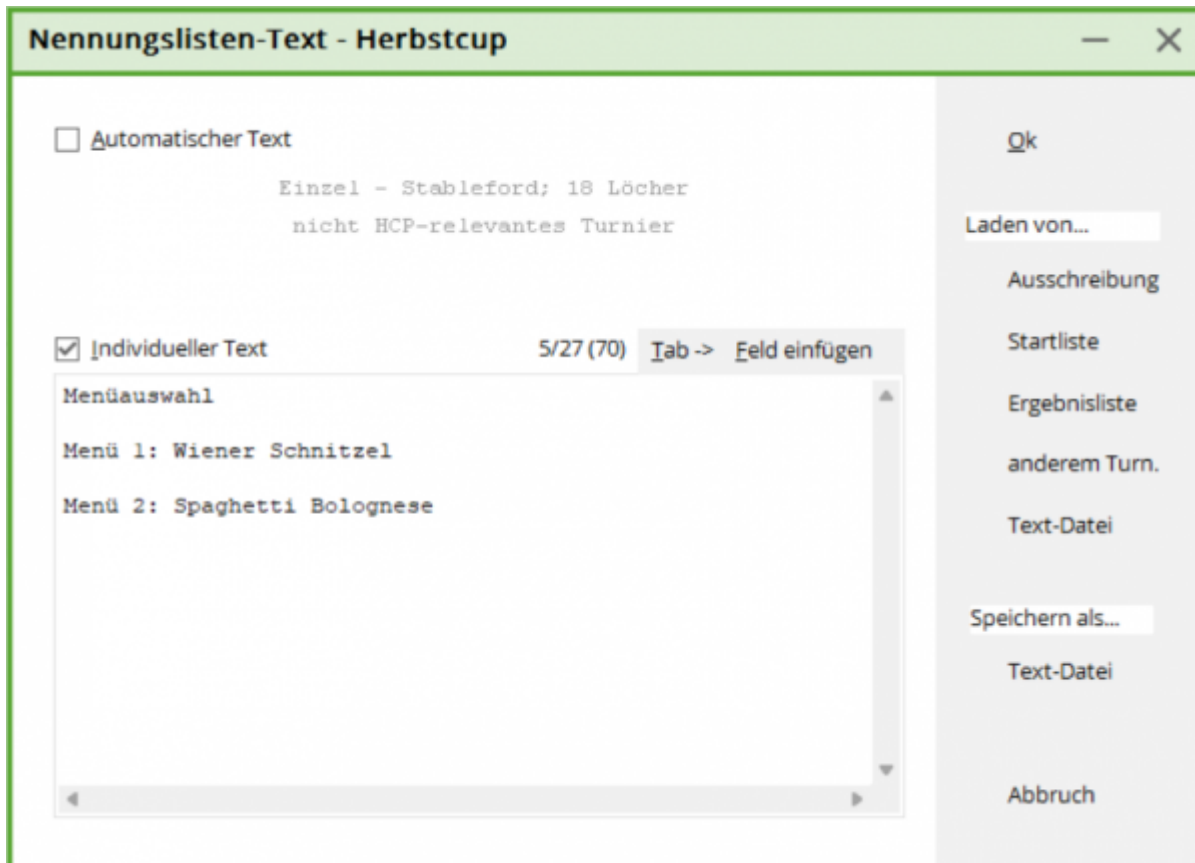 Nennungslisten-Text - Herbstcup
Automatischer Text
Einzel - Stableford; 18 Löcher
nicht HCP-relevantes Turnier
Individueller Text 5/27 (70) Tab -> Feld einfügen
Menüauswahl
Menü 1: Wiener Schnitzel
Menü 2: Spaghetti Bolognese
Ok
Laden von...
Ausschreibung
Startliste
Ergebnisliste
anderem Turn.
Text-Datei
Speichern als...
Text-Datei
Abbruch